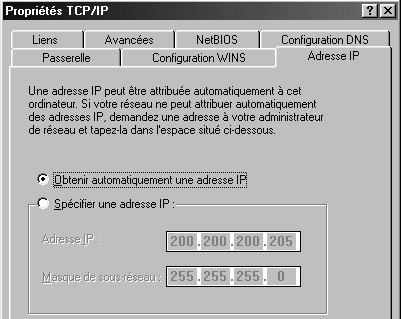 Propriétés TCP/IP
Liens Avancées NetBIOS Configuration DNS
Passerelle Configuration WINS Adresse IP
Une adresse IP peut être attribuée automatiquement à cet
ordinateur. Si votre réseau ne peut attribuer automatiquement
des adresses IP, demandez une adresse à votre administrateur
de réseau et tapez-la dans l'espace situé ci-dessous.
Obtenir automatiquement une adresse IP
Spécifier une adresse IP :
Adresse IP : 200.200.200.205
Masque de sous-réseau : 255.255.255.0